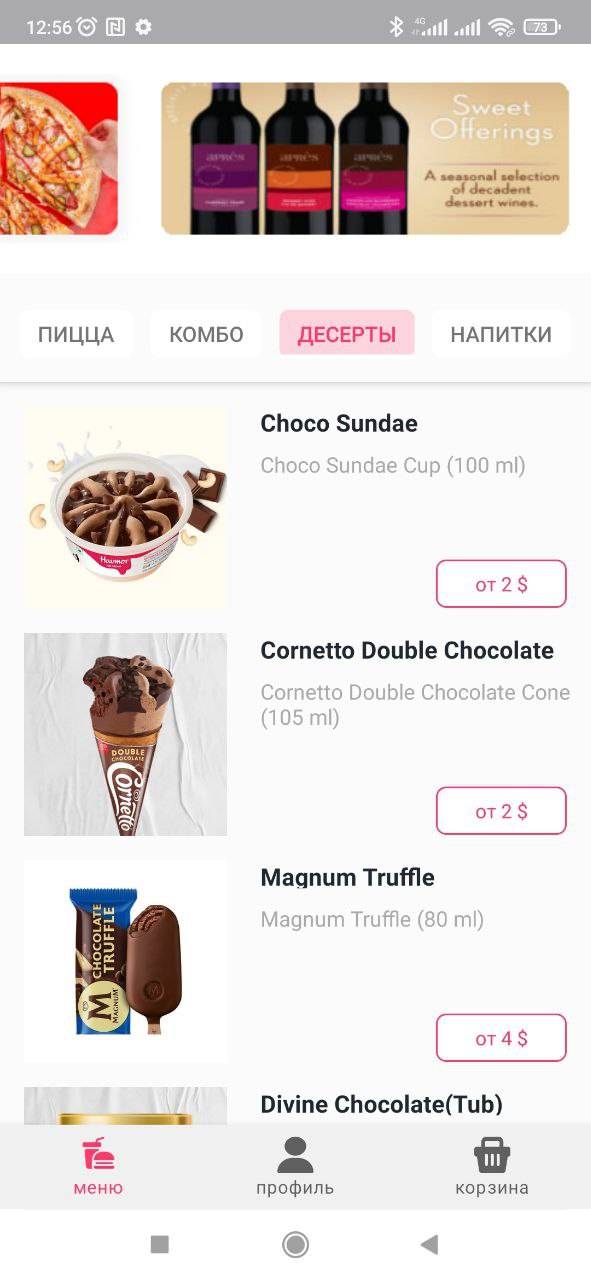 12:56
4G
73
Sweet
Offerings
A seasonal selection
of decadent
dessert wines.
après
après
après
ПИЦЦА
КОМБО
ДЕСЕРТЫ
НАПИТКИ
Choco Sundae
Choco Sundae Cup (100 ml)
Havmor
от 2 $
Cornetto Double Chocolate
Cornetto Double Chocolate Cone
(105 ml)
DOUBLE
CHOCOLATE
Cornetto
от 2 $
Magnum Truffle
Magnum Truffle (80 ml)
CHOCOLATE
TRUFFLE
M
MAGNUM
от 4 $
Divine Chocolate(Tub)
меню
профиль
корзина